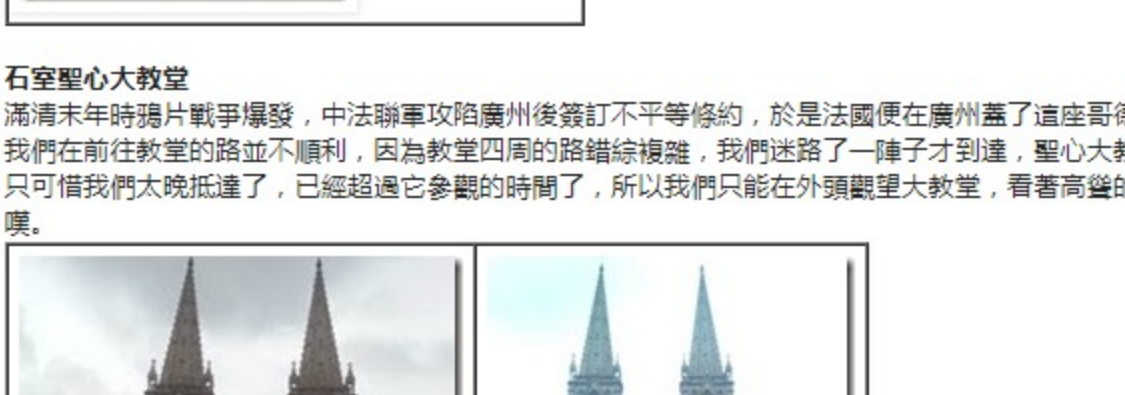 石室聖心大教堂
滿清末年時鴉片戰爭爆發，中法聯軍攻陷廣州後簽訂不平等條約，於是法國便在廣州蓋了這座哥德
我們在前往教堂的路並不順利，因為教堂四周的路錯綜複雜，我們迷路了一陣子才到達，聖心大教
只可惜我們太晚抵達了，已經超過它參觀的時間了，所以我們只能在外頭觀望大教堂，看著高聳的
嘆。